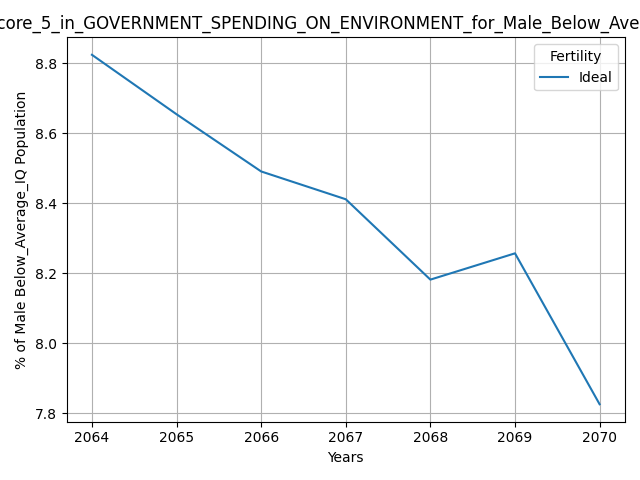 core_5_in_GOVERNMENT_SPENDING_ON_ENVIRONMENT_for_Male_Below_Ave
Fertility
Ideal
% of Male Below_Average_IQ Population
8.8
8.6
8.4
8.2
8.0
7.8
2064 2065 2066 2067 2068 2069 2070
Years